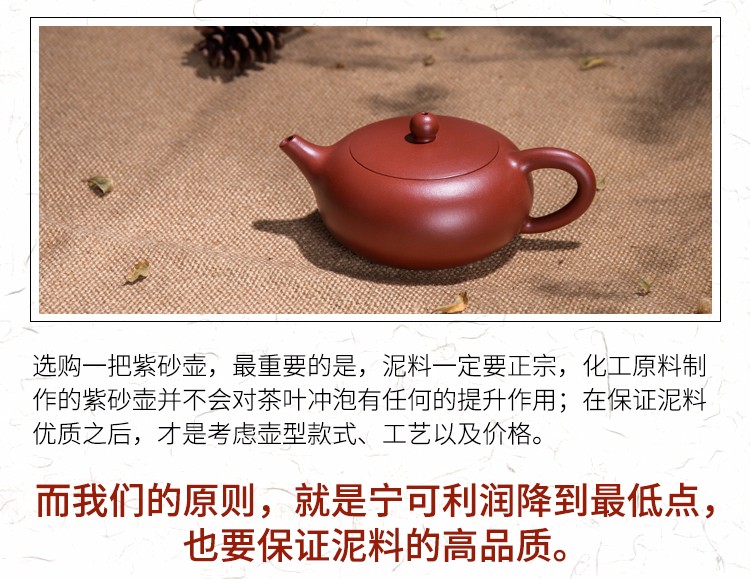 选购一把紫砂壶，最重要的是，泥料一定要正宗，化工原料制
作的紫砂壶并不会对茶叶冲泡有任何的提升作用；在保证泥料
优质之后，才是考虑壶型款式、工艺以及价格。
而我们的原则，就是宁可利润降到最低点，
也要保证泥料的高品质。